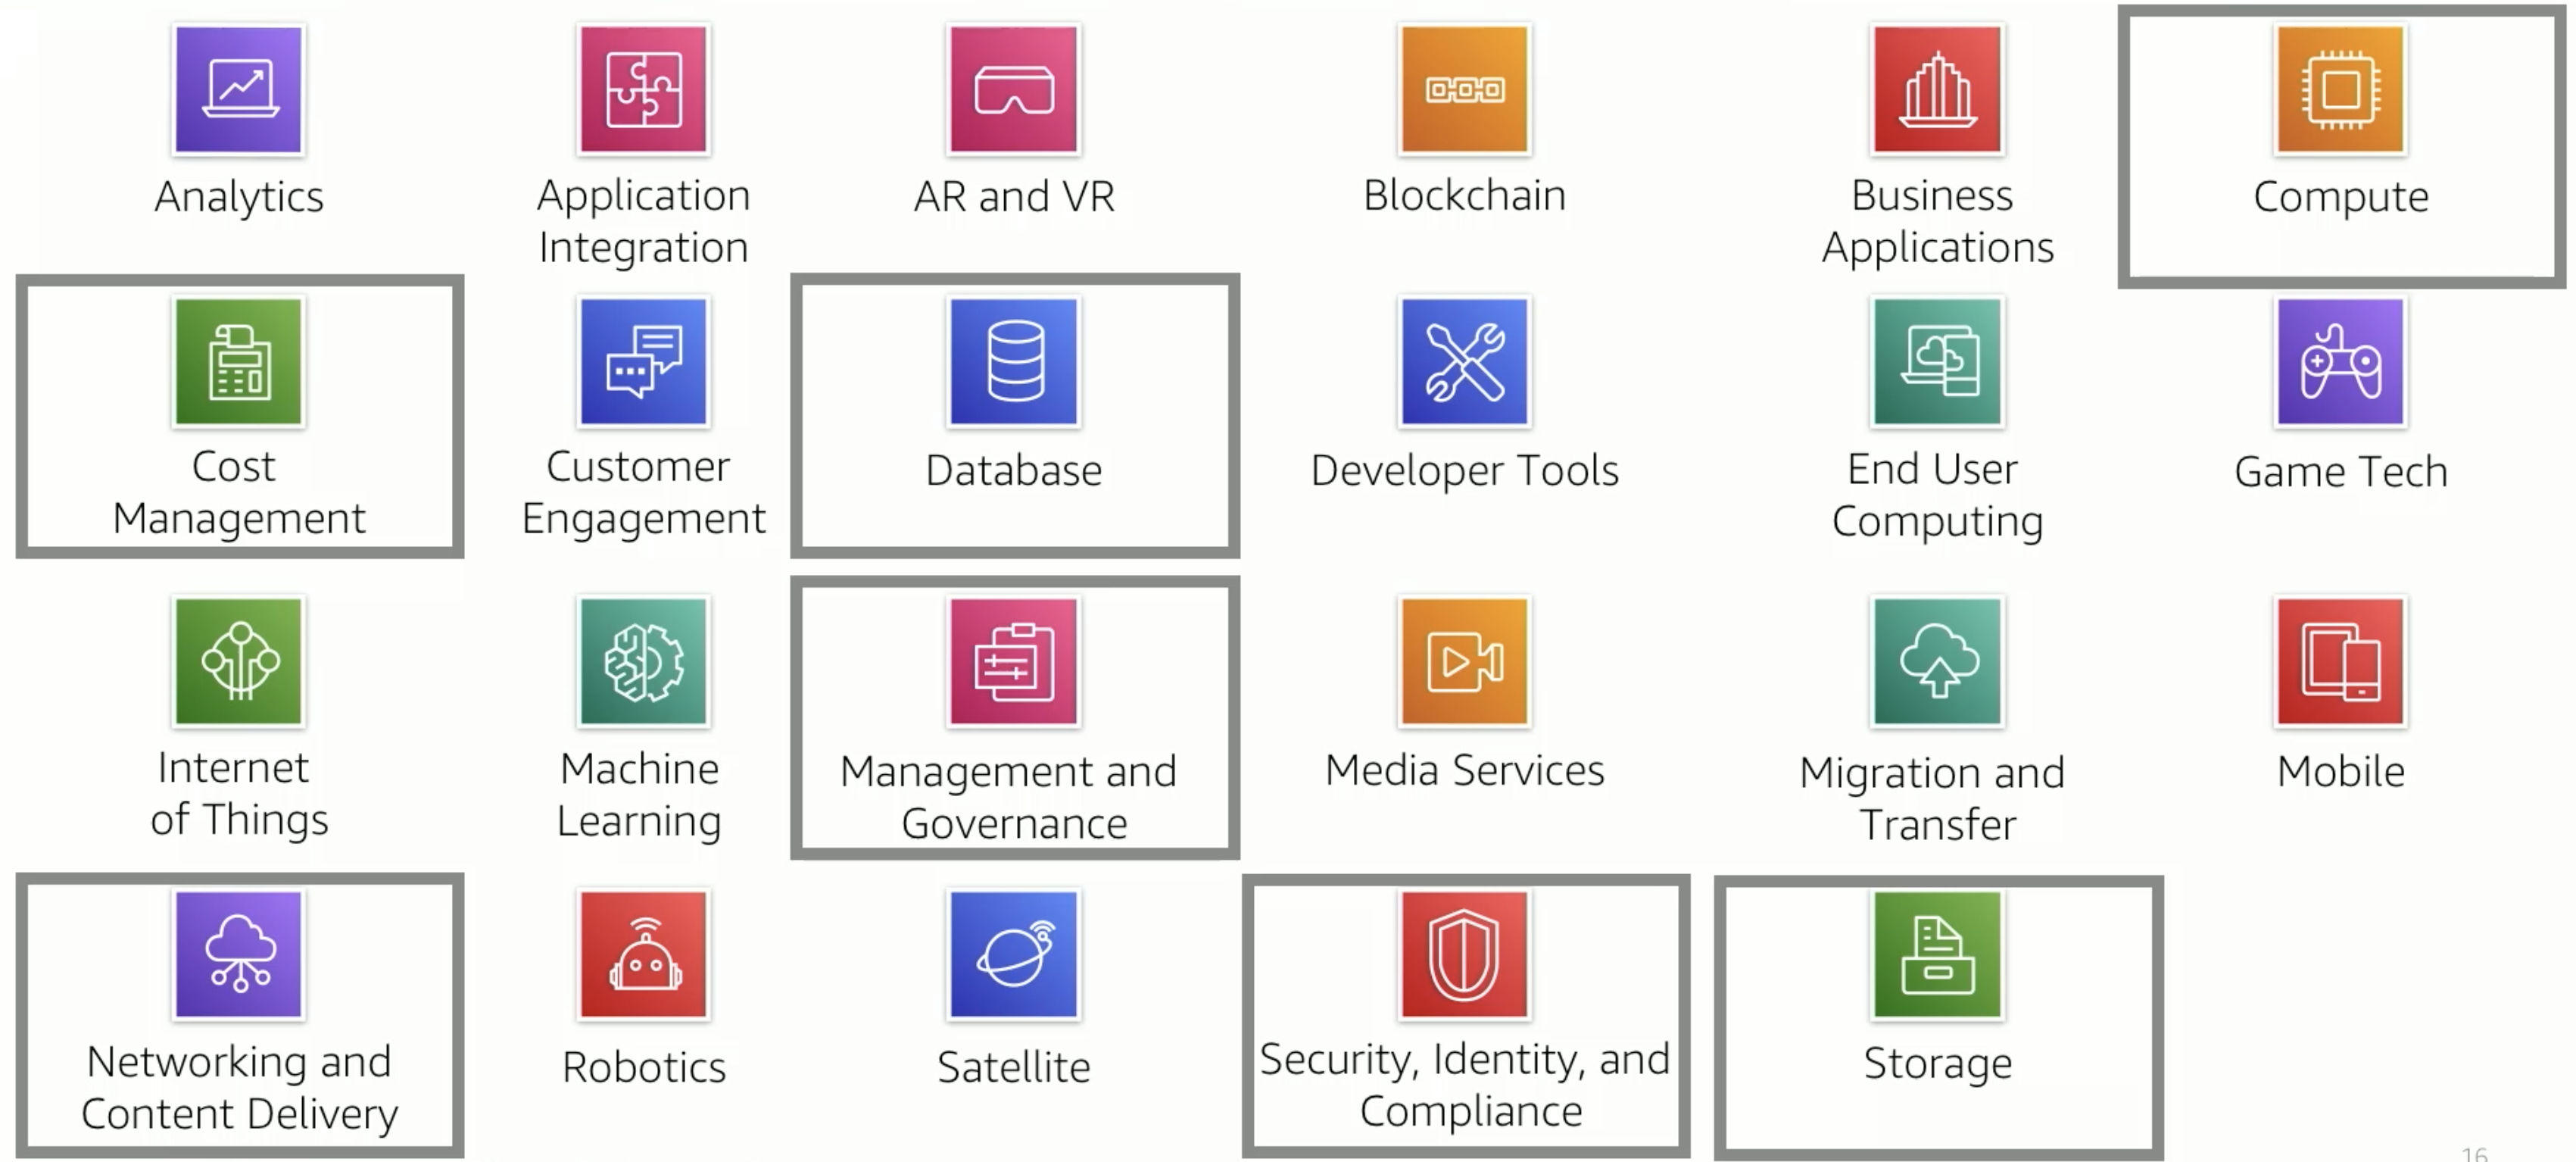 Analytics
Application
Integration
AR and VR
Blockchain
Business
Applications
Compute
Cost
Management
Customer
Engagement
Database
Developer Tools
End User
Computing
Game Tech
Internet
of Things
Machine
Learning
Management and
Governance
Media Services
Migration and
Transfer
Mobile
Networking and
Content Delivery
Robotics
Satellite
Security, Identity, and
Compliance
Storage
16